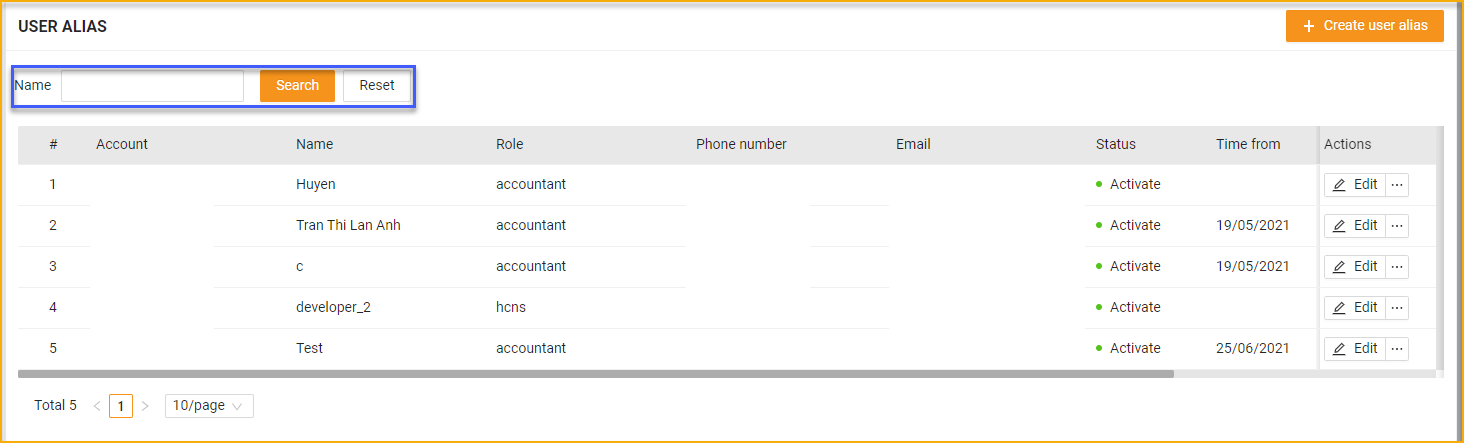 USER ALIAS
+ Create user alias
Name Search Reset
# Account Name Role Phone number Email Status Time from Actions
1 Huyen accountant Activate Edit ...
2 Tran Thi Lan Anh accountant Activate 19/05/2021 Edit ...
3 c accountant Activate 19/05/2021 Edit ...
4 developer_2 hcns Activate Edit ...
5 Test accountant Activate 25/06/2021 Edit ...
Total 5 < 1 > 10/page